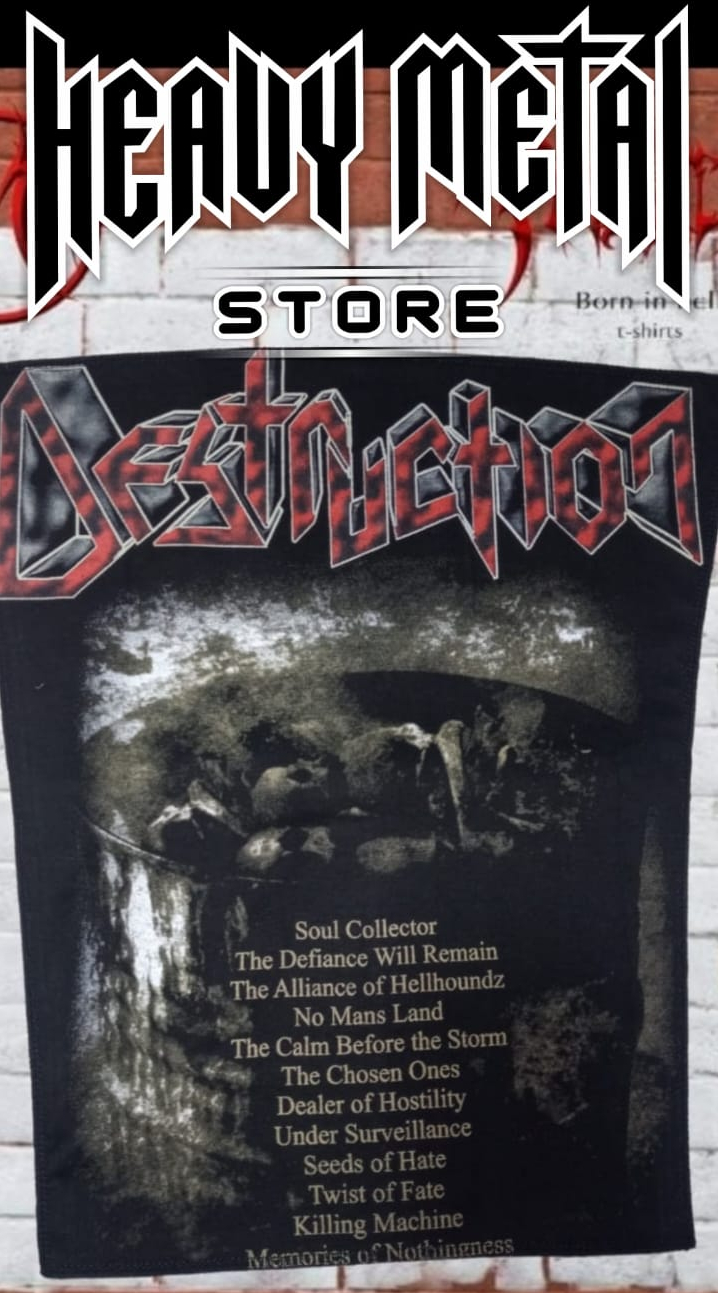 HEAVY METAL
STORE
Born in
t-shirts
DESTRUCTION
Soul Collector
The Defiance Will Remain
The Alliance of Hellhoundz
No Mans Land
The Calm Before the Storm
The Chosen Ones
Dealer of Hostility
Under Surveillance
Seeds of Hate
Twist of Fate
Killing Machine
Memories of Nothingness